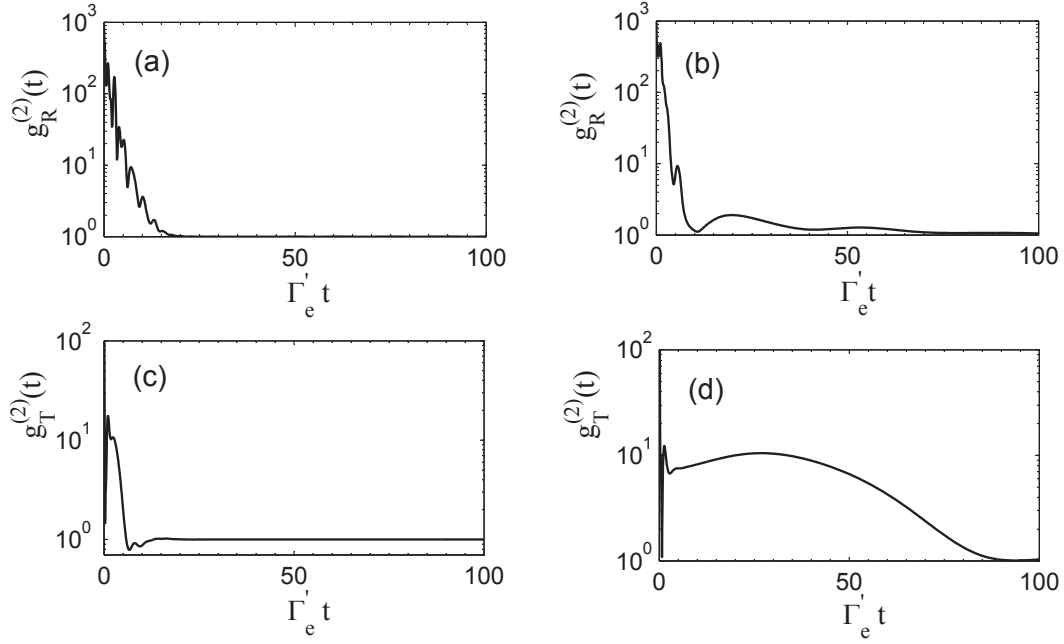 (a)
g_R^{(2)}(t)
10^3
10^2
10^1
10^0
0 50 100
Γ'_e t
(b)
g_R^{(2)}(t)
10^3
10^2
10^1
10^0
0 50 100
Γ'_e t
(c)
g_T^{(2)}(t)
10^2
10^1
10^0
0 50 100
Γ'_e t
(d)
g_T^{(2)}(t)
10^2
10^1
10^0
0 50 100
Γ'_e t